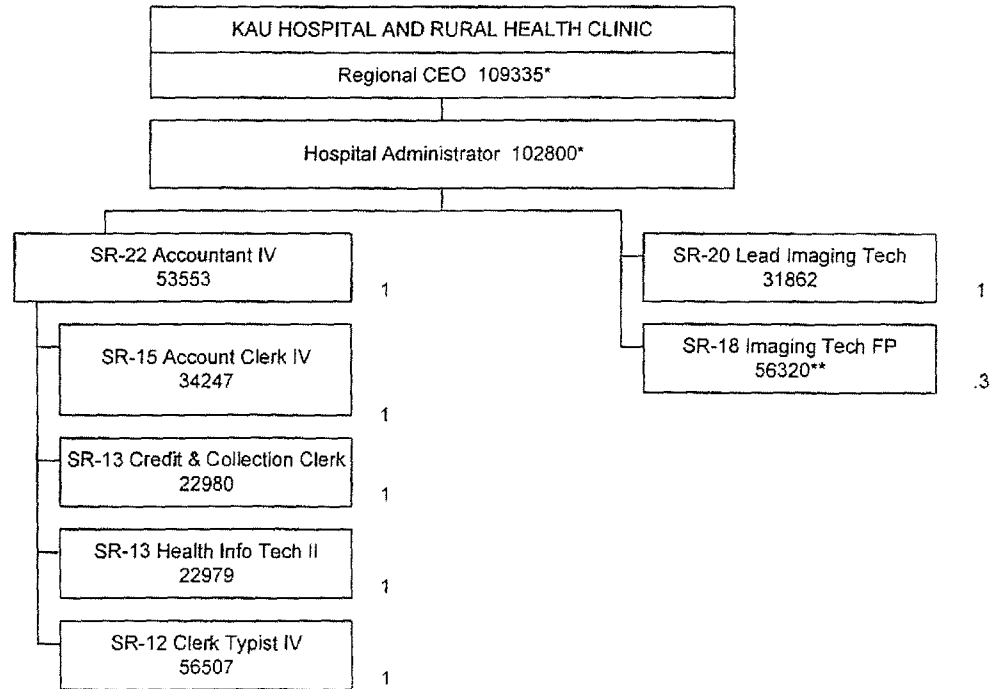 KAU HOSPITAL AND RURAL HEALTH CLINIC
Regional CEO 109335*
Hospital Administrator 102800*
SR-22 Accountant IV
53553
1
SR-15 Account Clerk IV
34247
1
SR-13 Credit & Collection Clerk
22980
1
SR-13 Health Info Tech II
22979
1
SR-12 Clerk Typist IV
56507
1
SR-20 Lead Imaging Tech
31862
1
SR-18 Imaging Tech FP
56320**
.3